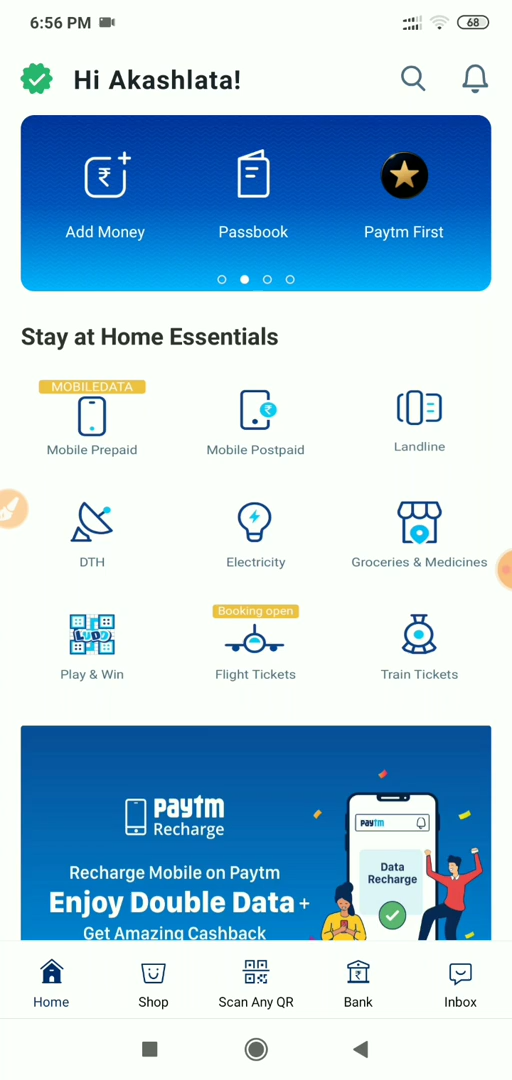 6:56 PM
68
Hi Akashlata!
Add Money
Passbook
Paytm First
Stay at Home Essentials
MOBILEDATA
Mobile Prepaid
Mobile Postpaid
Landline
DTH
Electricity
Groceries & Medicines
LUDO
Play & Win
Booking open
Flight Tickets
Train Tickets
paytm
Recharge
Recharge Mobile on Paytm
Enjoy Double Data+
Get Amazing Cashback
paytm
Data
Recharge
Home
Shop
Scan Any QR
Bank
Inbox